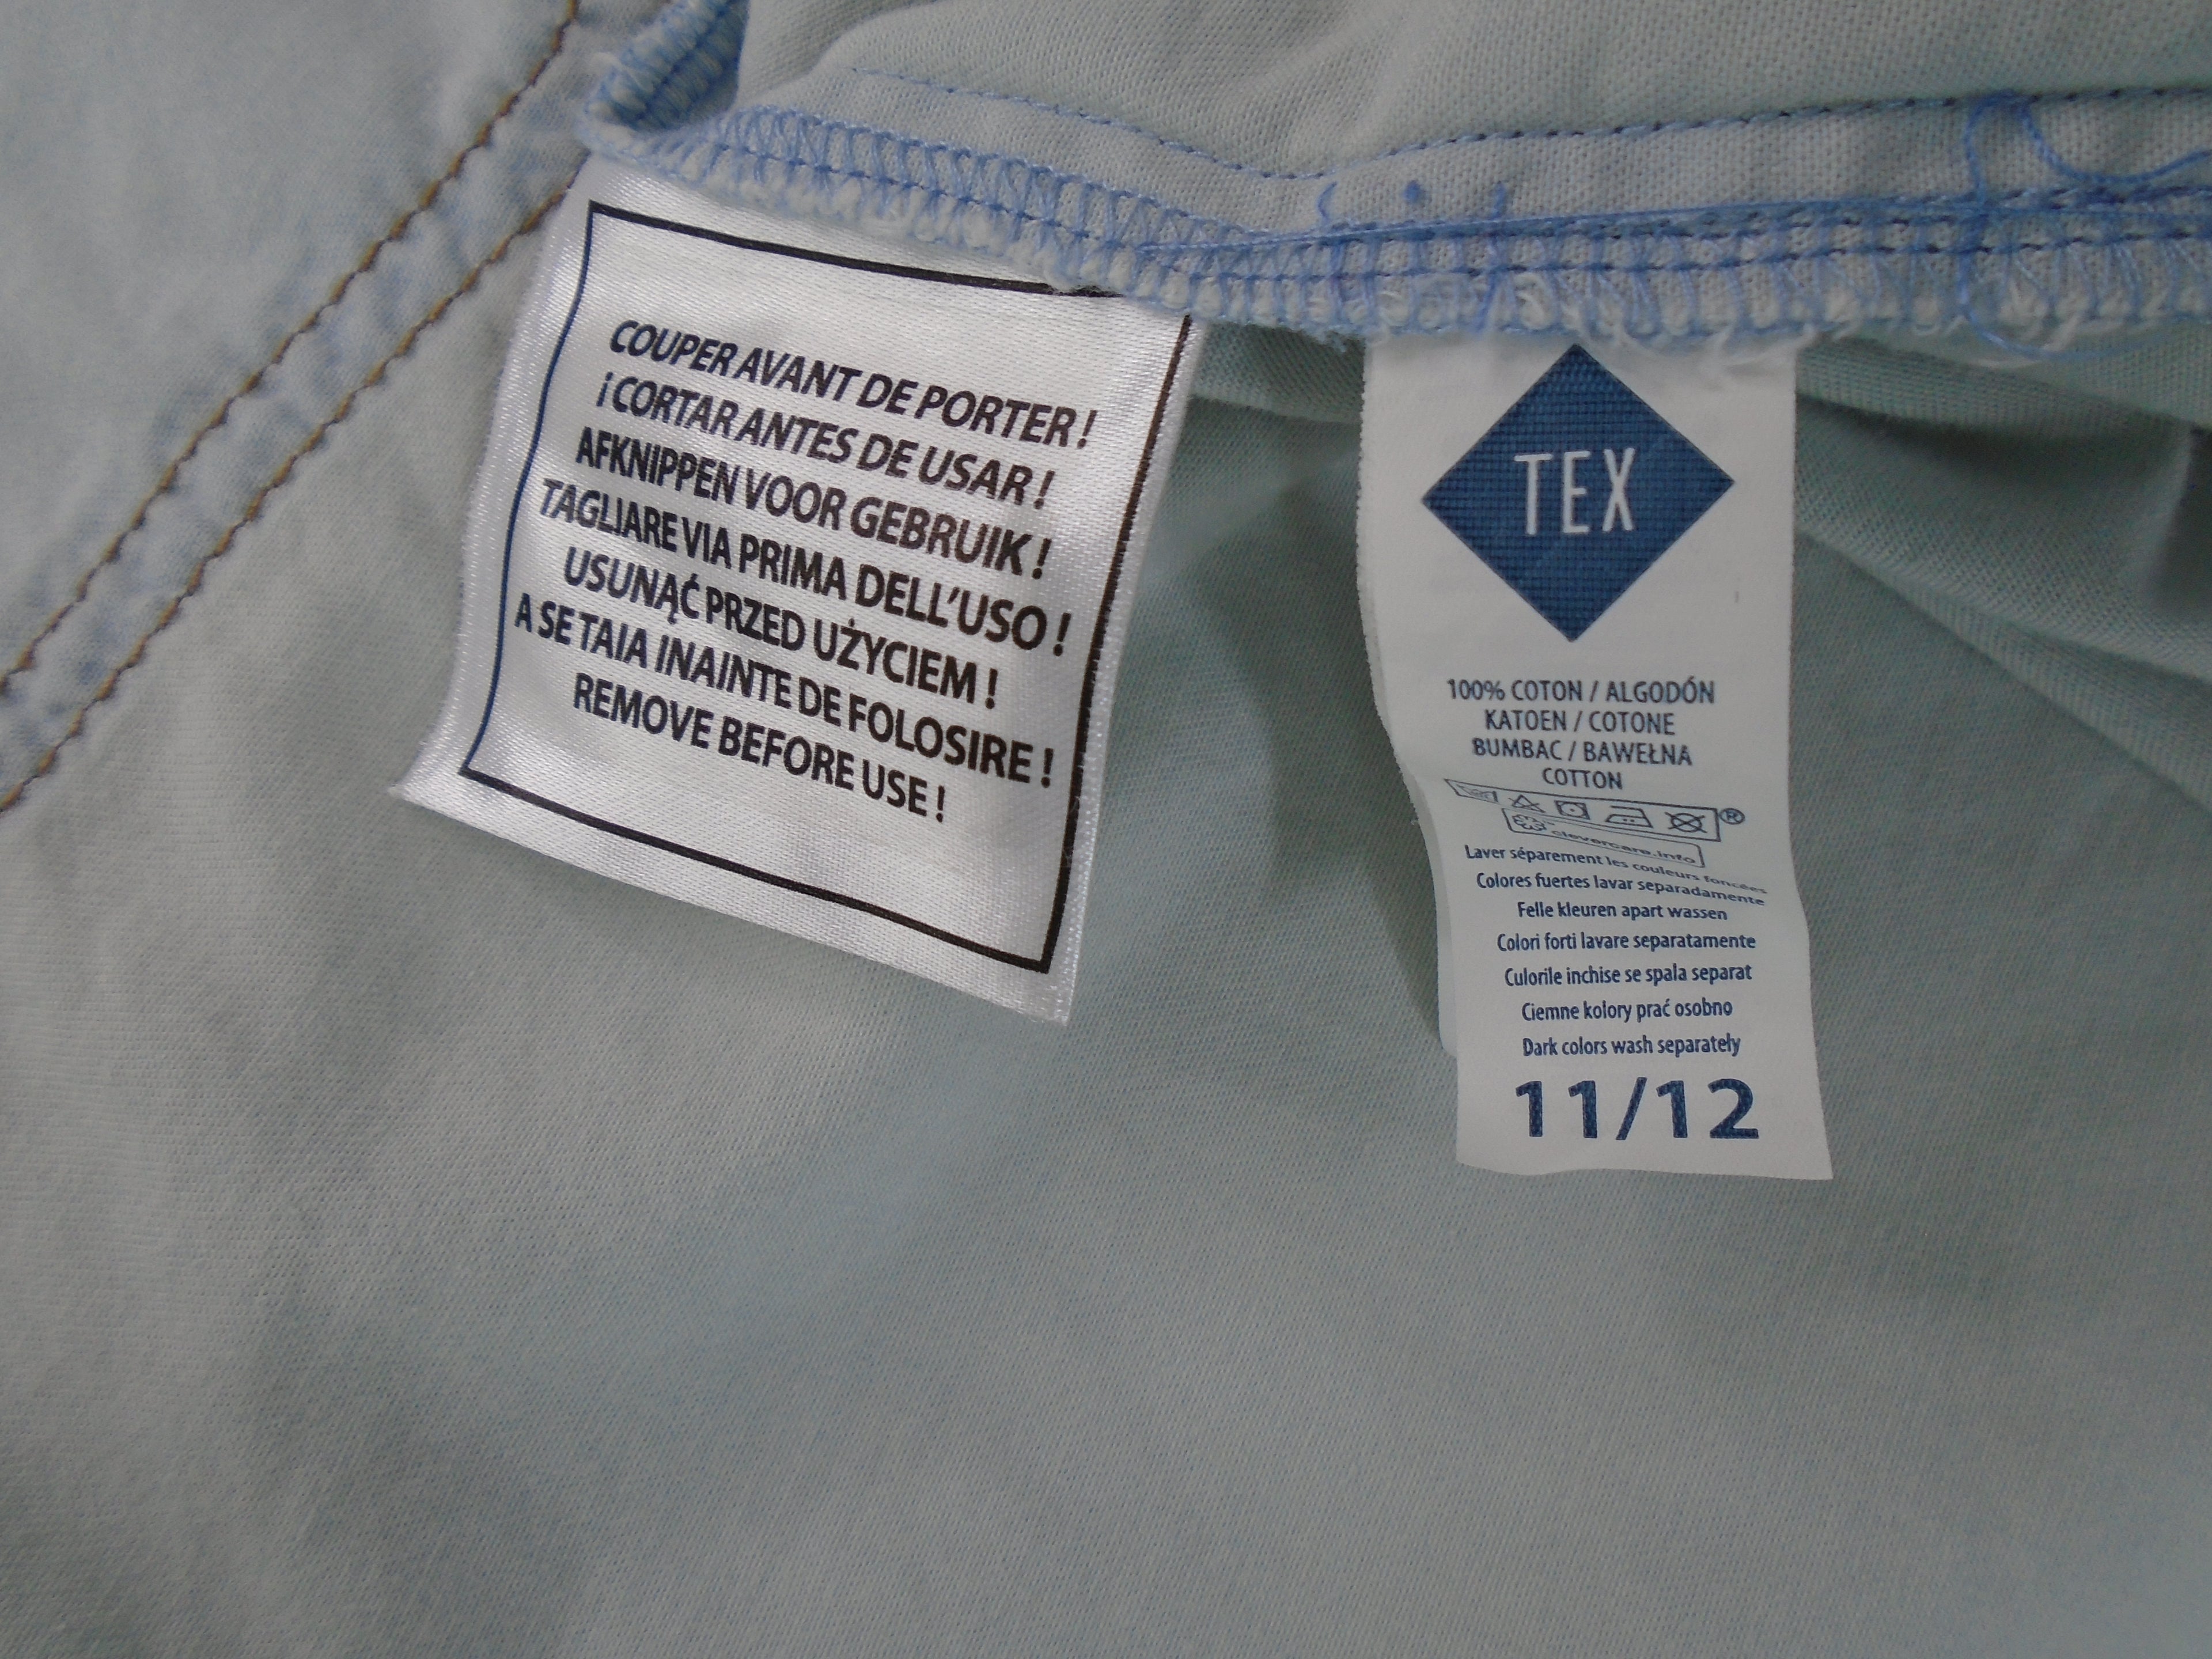 COUPER AVANT DE PORTER !
¡ CORTAR ANTES DE USAR !
AFKNIPPEN VOOR GEBRUIK !
TAGLIARE VIA PRIMA DELL'USO !
USUNĄĆ PRZED UŻYCIEM !
A SE TAIA INAINTE DE FOLOSIRE !
REMOVE BEFORE USE !
TEX
100% COTON / ALGODÓN
KATOEN / COTONE
BUMBAC / BAWEŁNA
COTTON
®
clevercare.info
Laver séparement les couleurs foncées
Colores fuertes lavar separadamente
Felle kleuren apart wassen
Colori forti lavare separatamente
Culorile inchise se spala separat
Ciemne kolory prać osobno
Dark colors wash separately
11/12